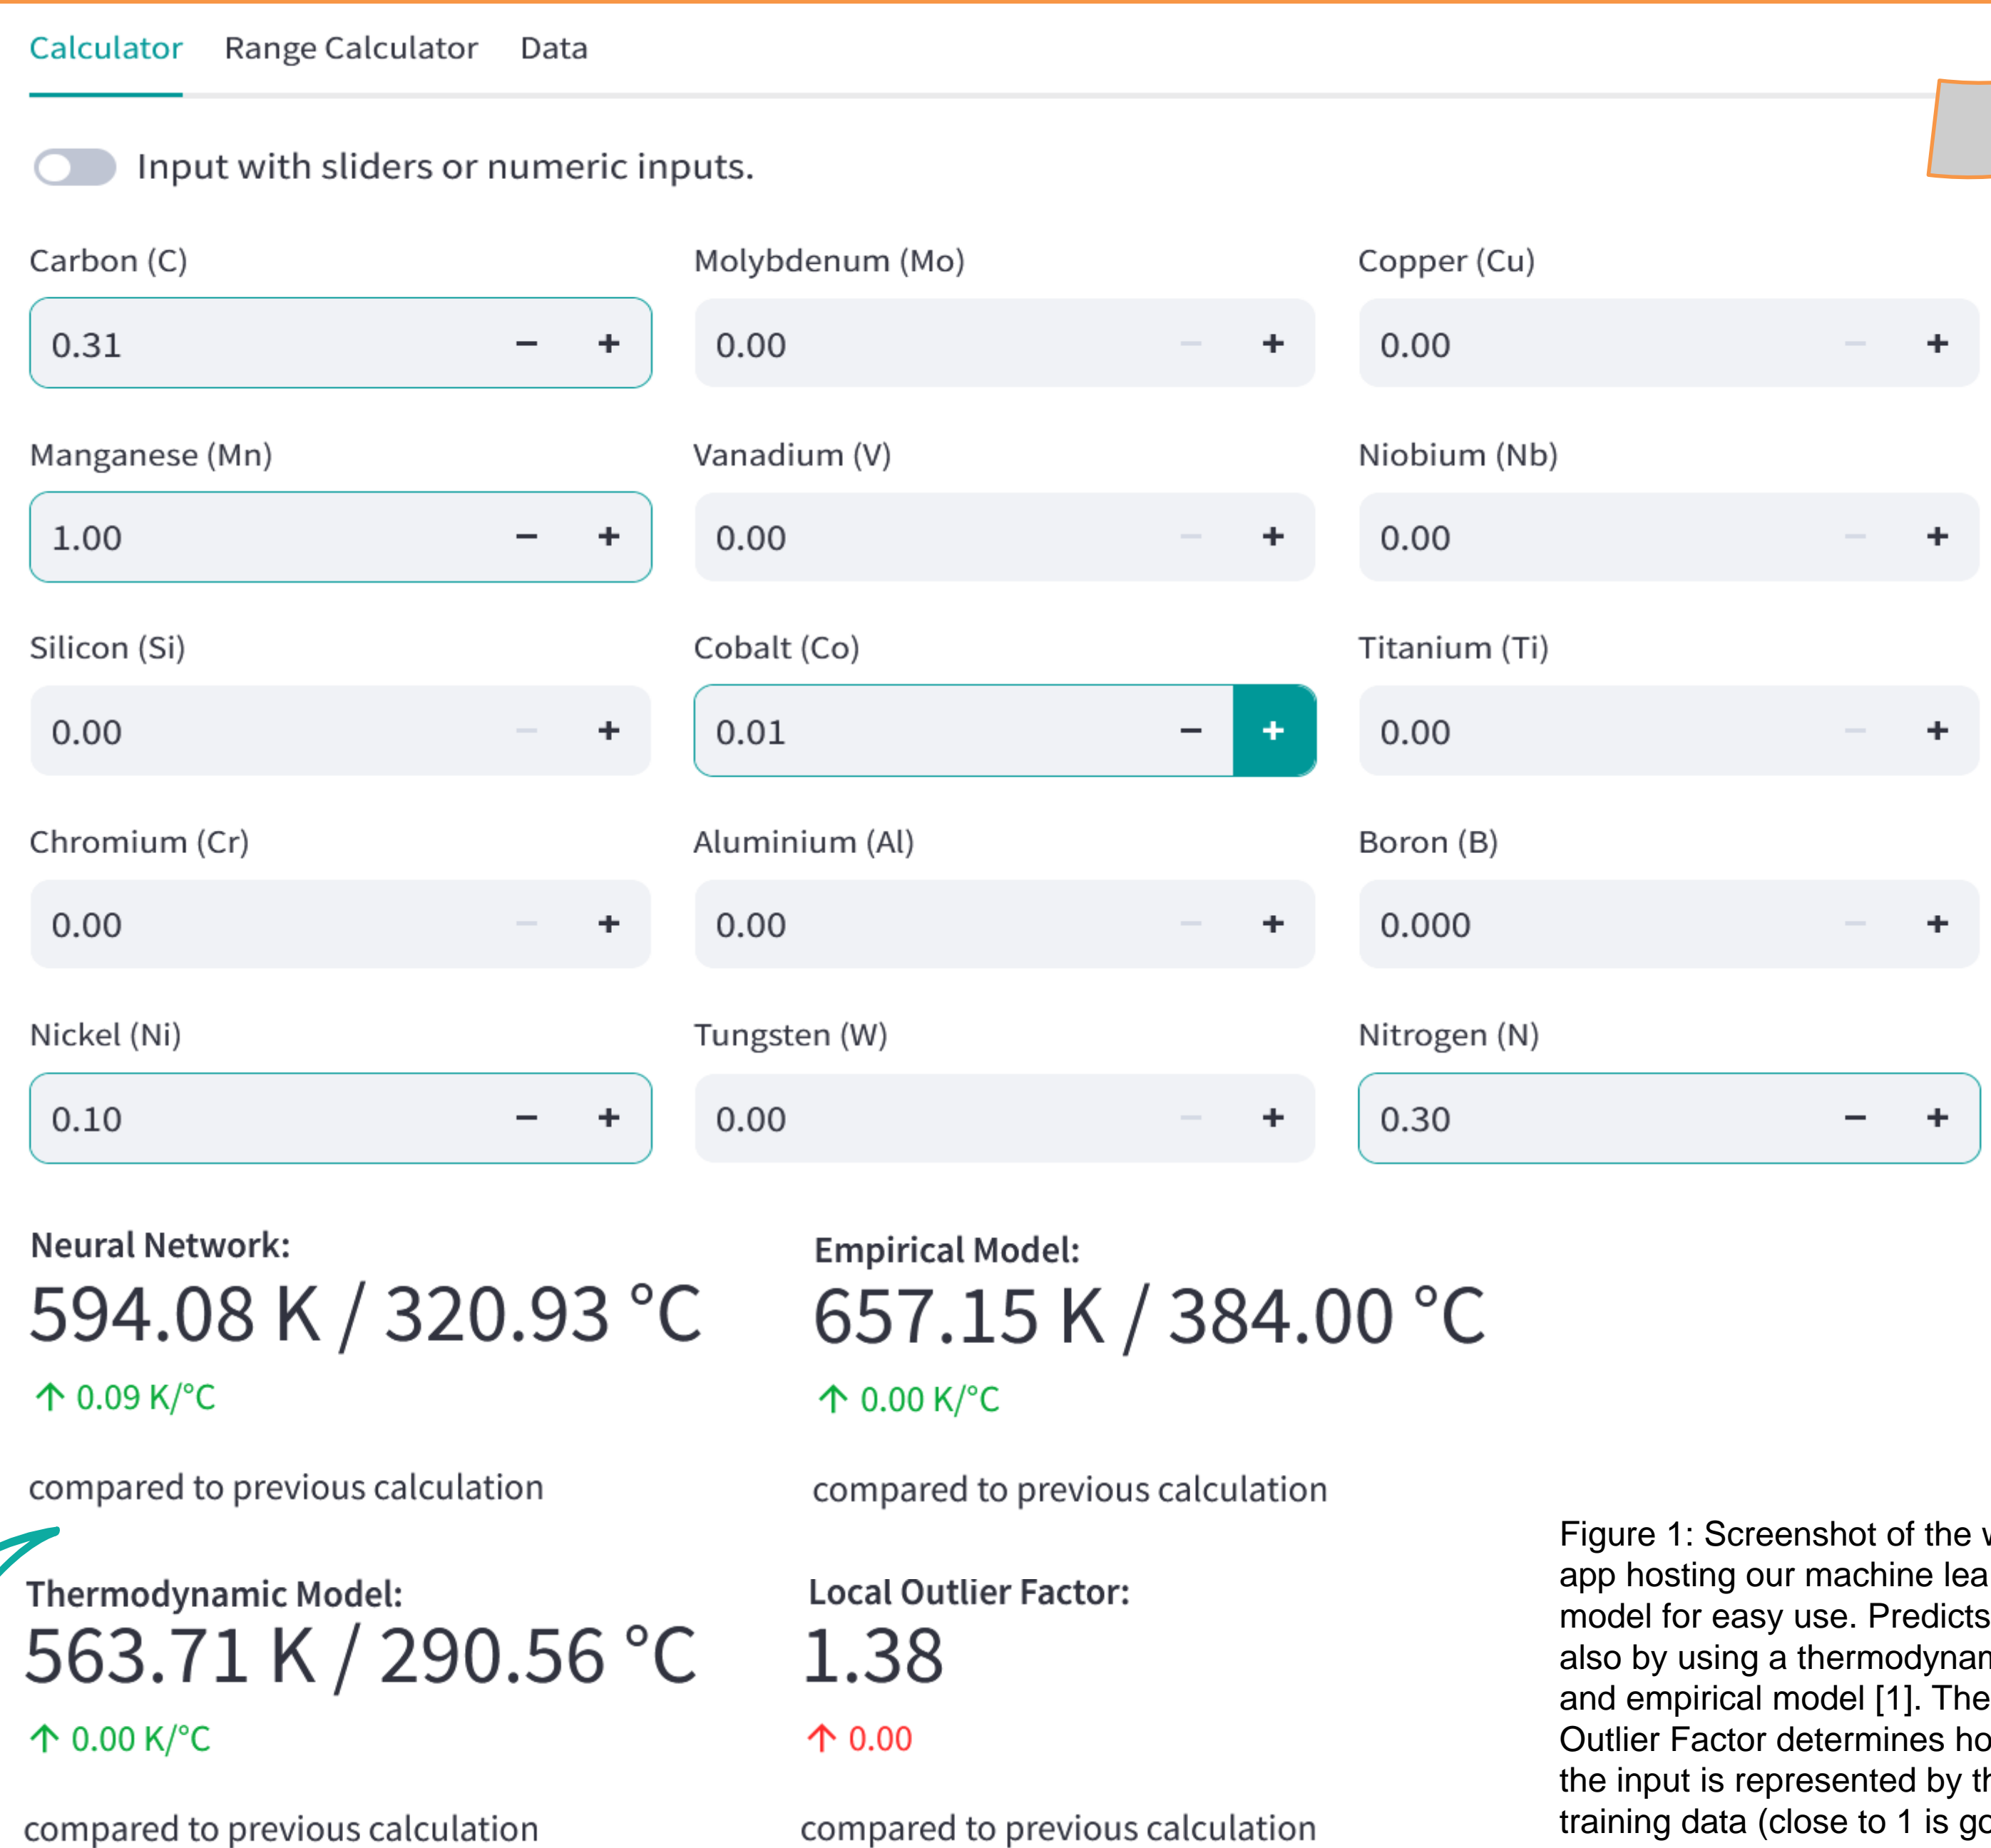 Calculator Range Calculator Data
Input with sliders or numeric inputs.
Carbon (C) Molybdenum (Mo) Copper (Cu)
0.31 − + 0.00 − + 0.00 − +
Manganese (Mn) Vanadium (V) Niobium (Nb)
1.00 − + 0.00 − + 0.00 − +
Silicon (Si) Cobalt (Co) Titanium (Ti)
0.00 − + 0.01 − + 0.00 − +
Chromium (Cr) Aluminium (Al) Boron (B)
0.00 − + 0.00 − + 0.000 − +
Nickel (Ni) Tungsten (W) Nitrogen (N)
0.10 − + 0.00 − + 0.30 − +
Neural Network:
594.08 K / 320.93 °C
↑ 0.09 K/°C
compared to previous calculation
Empirical Model:
657.15 K / 384.00 °C
↑ 0.00 K/°C
compared to previous calculation
Thermodynamic Model:
563.71 K / 290.56 °C
↑ 0.00 K/°C
compared to previous calculation
Local Outlier Factor:
1.38
↑ 0.00
compared to previous calculation
Figure 1: Screenshot of the
app hosting our machine
model for easy use. Predicts
also by using a
and empirical model [1]. The
Outlier Factor determines
the input is represented by
training data (close to 1 is